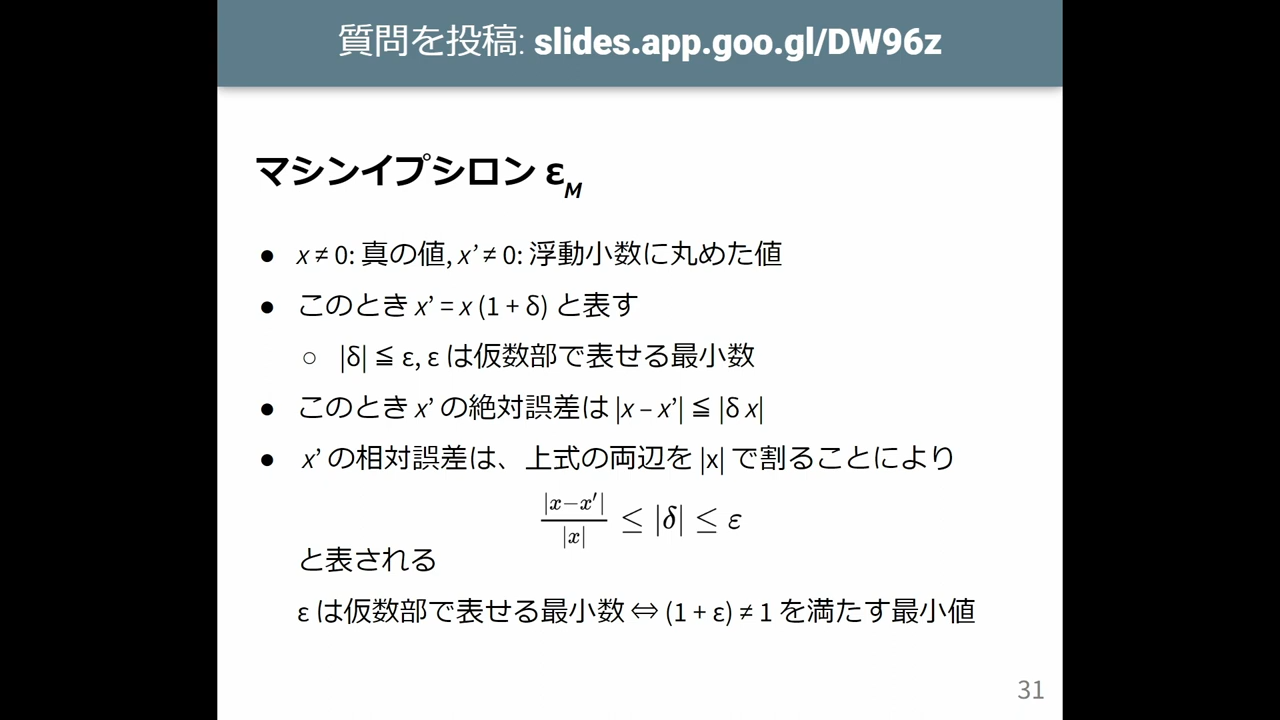 質問を投稿: slides.app.goo.gl/DW96z
マシンイプシロン ε_M
● x ≠ 0: 真の値, x’ ≠ 0: 浮動小数に丸めた値
● このとき x’ = x (1 + δ) と表す
○ |δ| ≦ ε, ε は仮数部で表せる最小数
● このとき x’ の絶対誤差は |x – x’| ≦ |δ x|
● x’ の相対誤差は、上式の両辺を |x| で割ることにより
|x−x′|/|x| ≤ |δ| ≤ ε
と表される
ε は仮数部で表せる最小数 ⇔ (1 + ε) ≠ 1 を満たす最小値
31